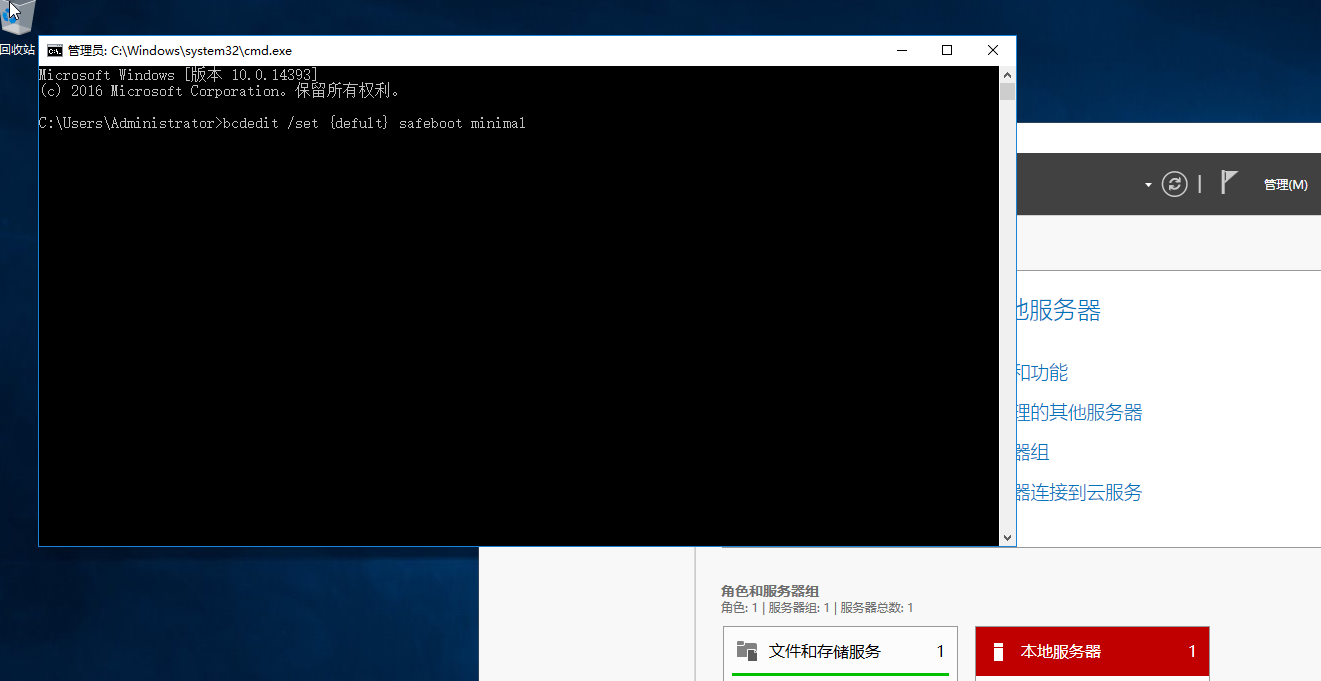 回收站
管理员: C:\Windows\system32\cmd.exe
Microsoft Windows [版本 10.0.14393]
(c) 2016 Microsoft Corporation。保留所有权利。
C:\Users\Administrator>bcdedit /set {defult} safeboot minimal
管理(M)
地服务器
和功能
理的其他服务器
器组
器连接到云服务
角色和服务器组
角色: 1 | 服务器组: 1 | 服务器总数: 1
文件和存储服务 1
本地服务器 1